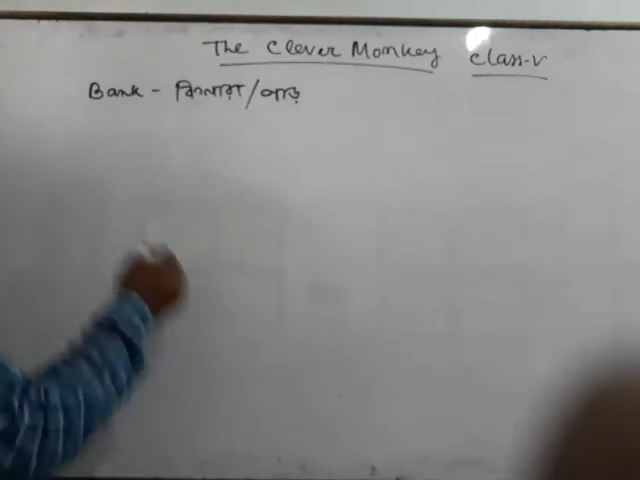 The Clever Monkey Class-V
Bank - কিনারা / পাড়